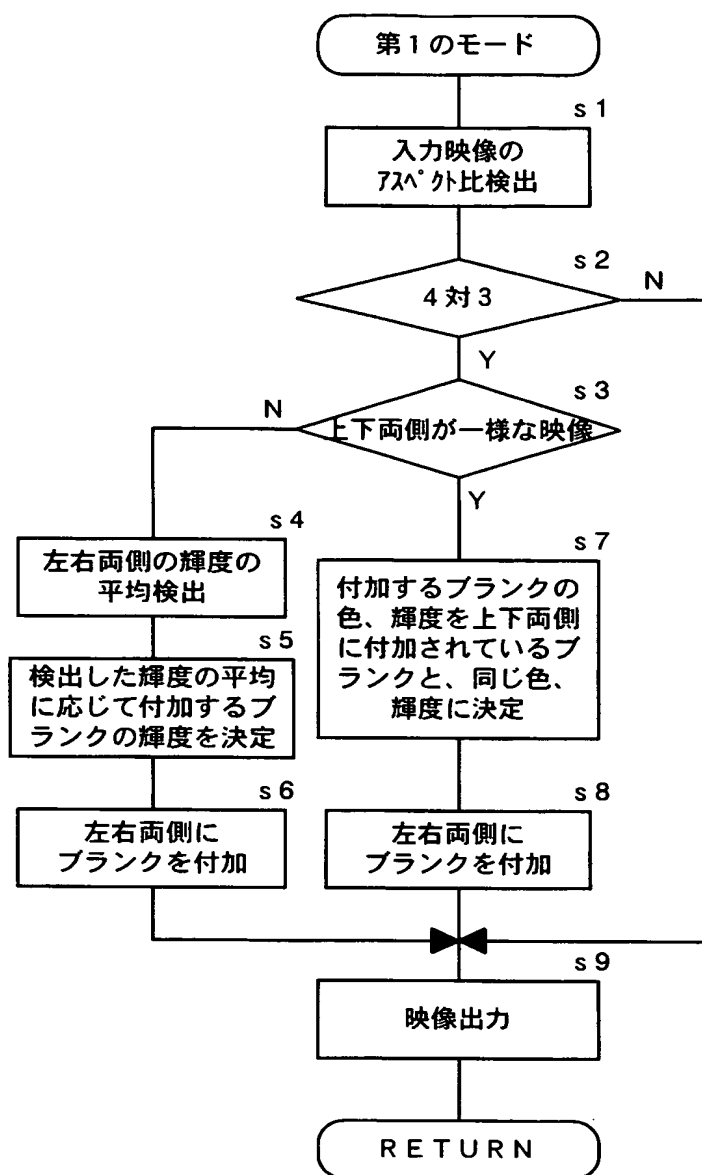 第1のモード
s1
入力映像の
ｱｽﾍﾟｸﾄ比検出
s2
4対3
N
Y
s3
上下両側が一様な映像
N
Y
s4
左右両側の輝度の
平均検出
s5
検出した輝度の平均
に応じて付加するブ
ランクの輝度を決定
s6
左右両側に
ブランクを付加
s7
付加するブランクの
色、輝度を上下両側
に付加されているブ
ランクと、同じ色、
輝度に決定
s8
左右両側に
ブランクを付加
s9
映像出力
RETURN